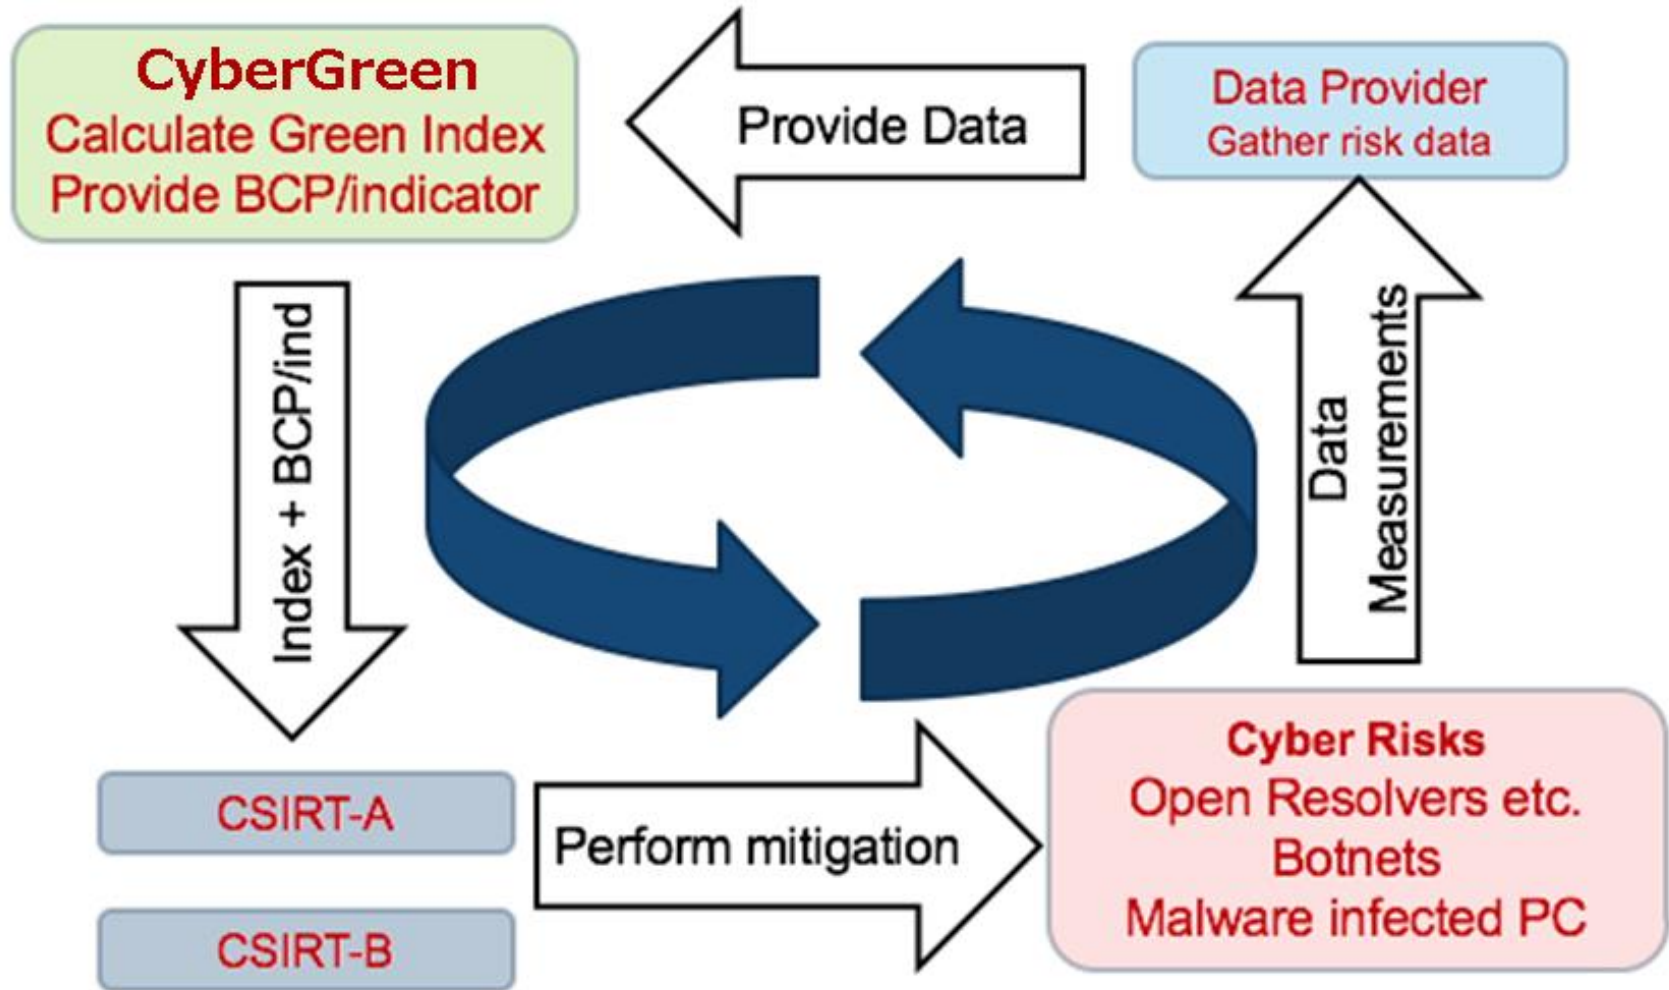 CyberGreen
Calculate Green Index
Provide BCP/indicator
Provide Data
Data Provider
Gather risk data
Index + BCP/ind
Data
Measurements
CSIRT-A
CSIRT-B
Perform mitigation
Cyber Risks
Open Resolvers etc.
Botnets
Malware infected PC